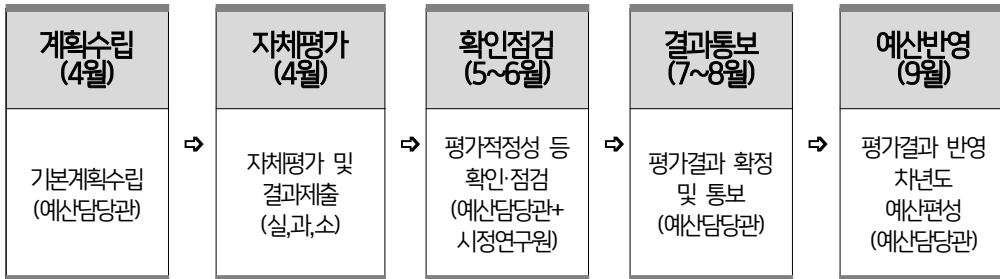 계획수립
(4월)
기본계획수립
(예산담당관)
⇨
자체평가
(4월)
자체평가 및
결과제출
(실,과,소)
⇨
확인점검
(5~6월)
평가적정성 등
확인·점검
(예산담당관+
시정연구원)
⇨
결과통보
(7~8월)
평가결과 확정
및 통보
(예산담당관)
⇨
예산반영
(9월)
평가결과 반영
차년도
예산편성
(예산담당관)